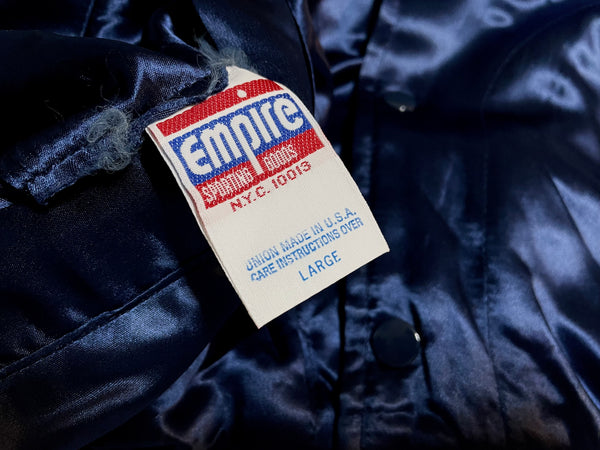 Empire
SPORTING GOODS
N.Y.C. 10013
UNION MADE IN U.S.A.
CARE INSTRUCTIONS OVER
LARGE